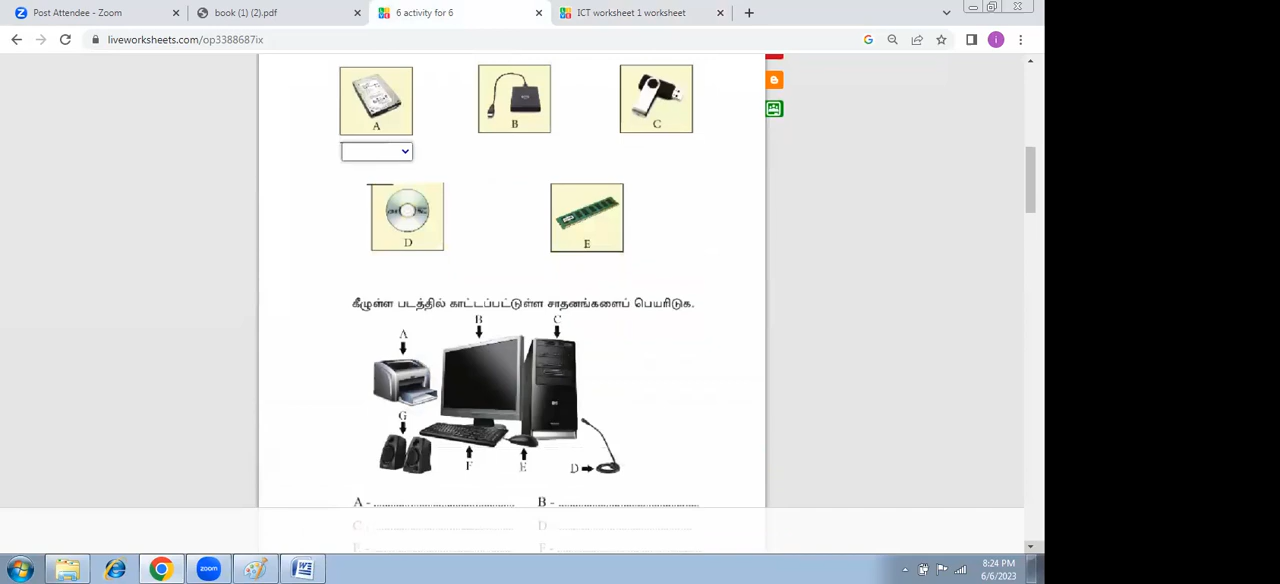 Post Attendee - Zoom
book (1) (2).pdf
6 activity for 6
ICT worksheet 1 worksheet
liveworksheets.com/op3388687ix
A
B
C
D
E
கீழுள்ள படத்தில் காட்டப்பட்டுள்ள சாதனங்களைப் பெயரிடுக.
B
C
A
G
F
E
D
A - ........................................
B - ........................................
C
D
E
F
8:24 PM
6/6/2023